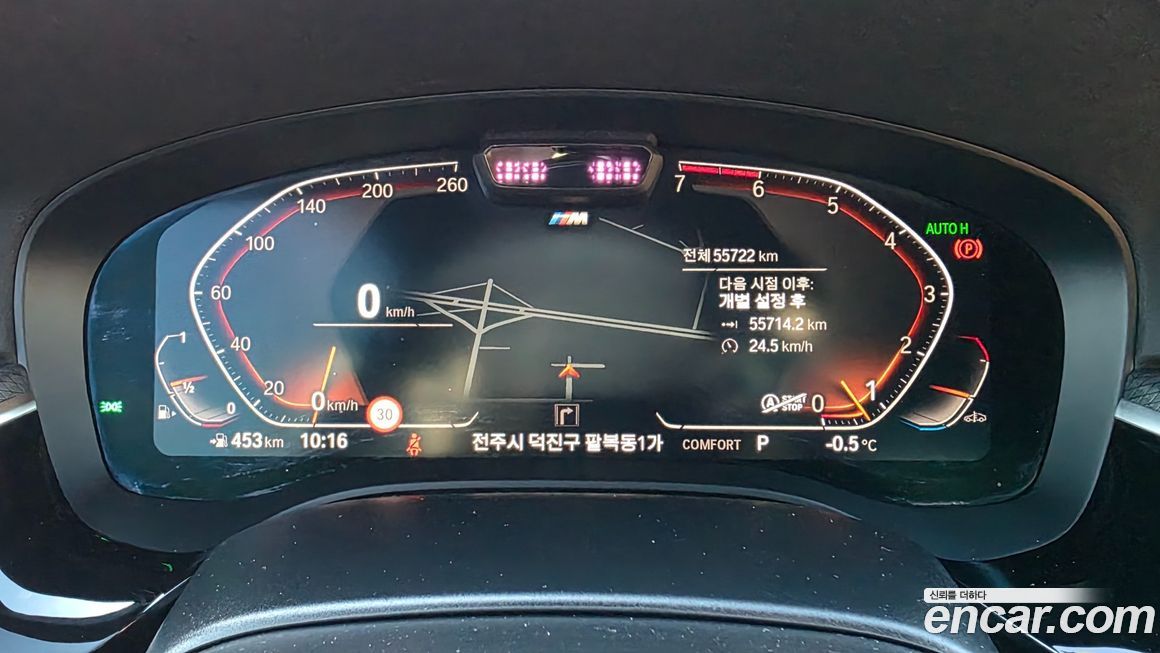 260
200
140
100
60
40
20
0 km/h
0 km/h
7
6
5
4
3
2
1
0
M
전체 55722 km
다음 시점 이후:
개별 설정 후
55714.2 km
24.5 km/h
AUTO H
P
1
½
0
30
A START STOP
453 km
10:16
전주시 덕진구 팔복동1가
COMFORT
P
-0.5 °C
신뢰를 더하다
encar.com